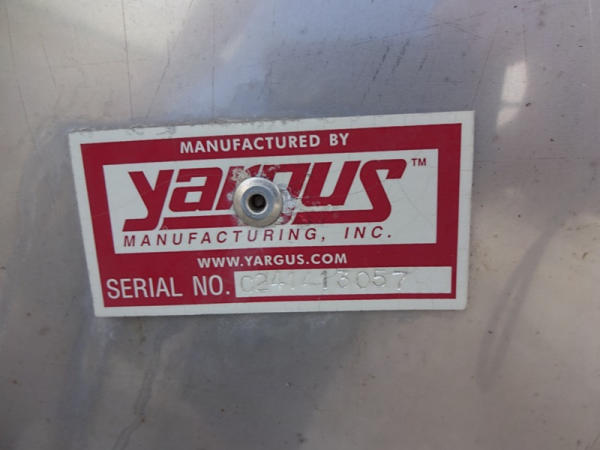 MANUFACTURED BY
yargus™
MANUFACTURING, INC.
WWW.YARGUS.COM
SERIAL NO.